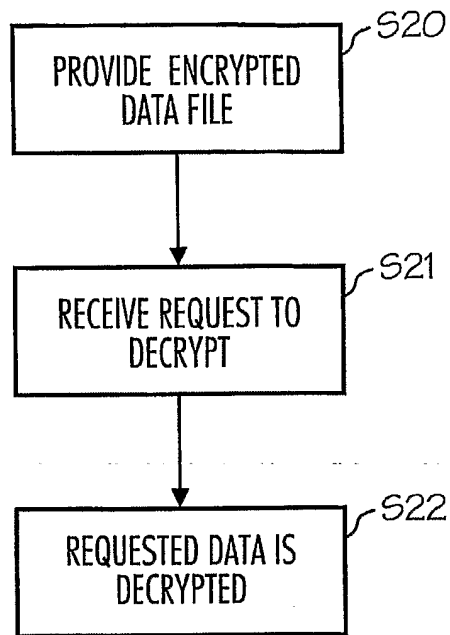 S20
PROVIDE ENCRYPTED
DATA FILE
S21
RECEIVE REQUEST TO
DECRYPT
S22
REQUESTED DATA IS
DECRYPTED